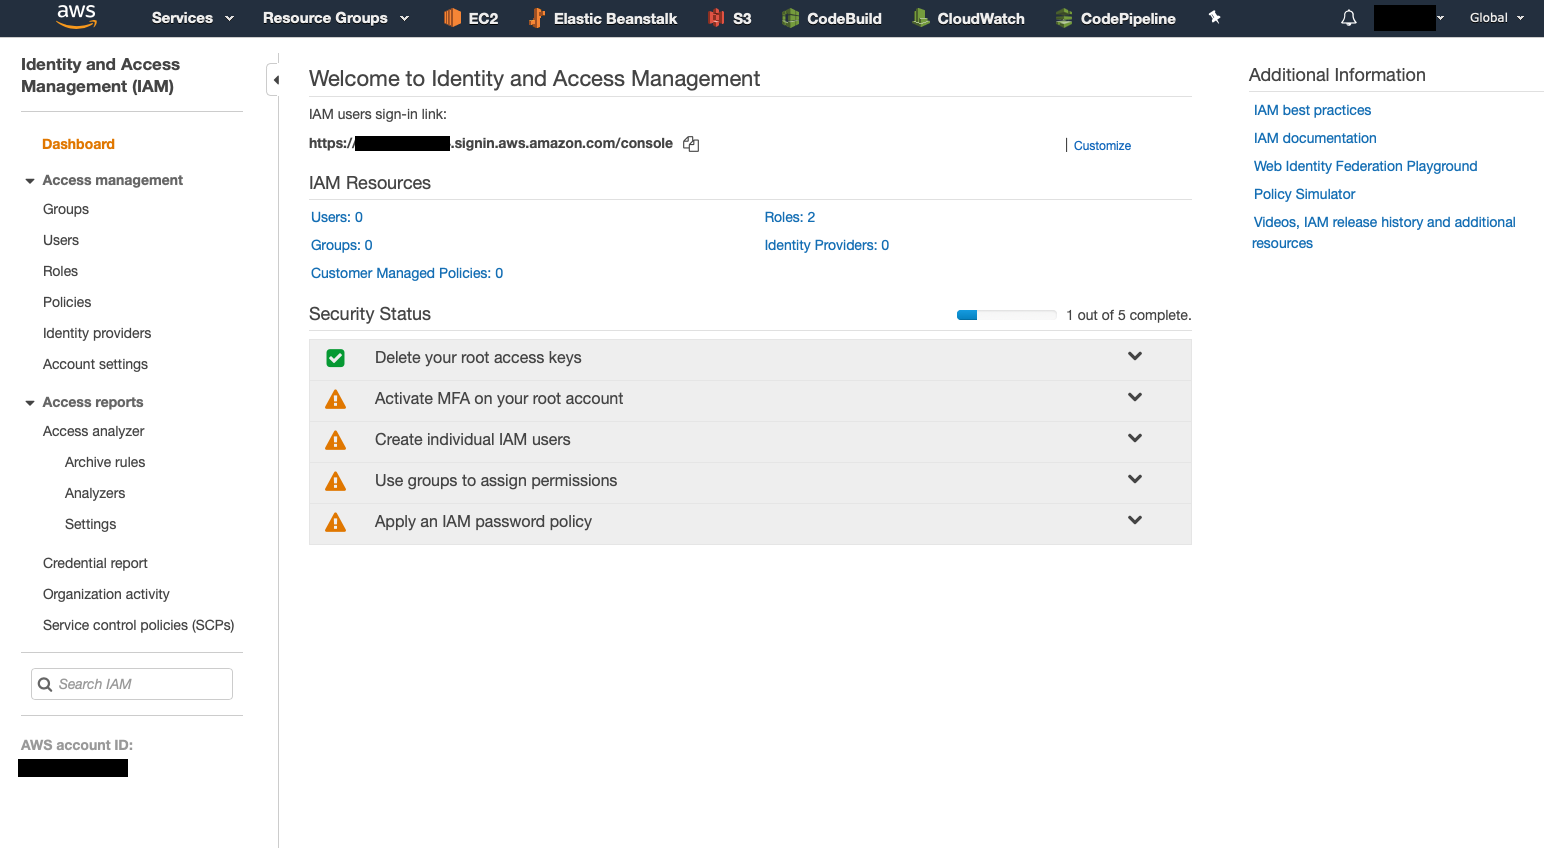 aws
Services
Resource Groups
EC2
Elastic Beanstalk
S3
CodeBuild
CloudWatch
CodePipeline
Global
Identity and Access
Management (IAM)
Dashboard
Access management
Groups
Users
Roles
Policies
Identity providers
Account settings
Access reports
Access analyzer
Archive rules
Analyzers
Settings
Credential report
Organization activity
Service control policies (SCPs)
Search IAM
AWS account ID:
Welcome to Identity and Access Management
IAM users sign-in link:
https:// .signin.aws.amazon.com/console
| Customize
IAM Resources
Users: 0
Roles: 2
Groups: 0
Identity Providers: 0
Customer Managed Policies: 0
Security Status
1 out of 5 complete.
Delete your root access keys
Activate MFA on your root account
Create individual IAM users
Use groups to assign permissions
Apply an IAM password policy
Additional Information
IAM best practices
IAM documentation
Web Identity Federation Playground
Policy Simulator
Videos, IAM release history and additional
resources